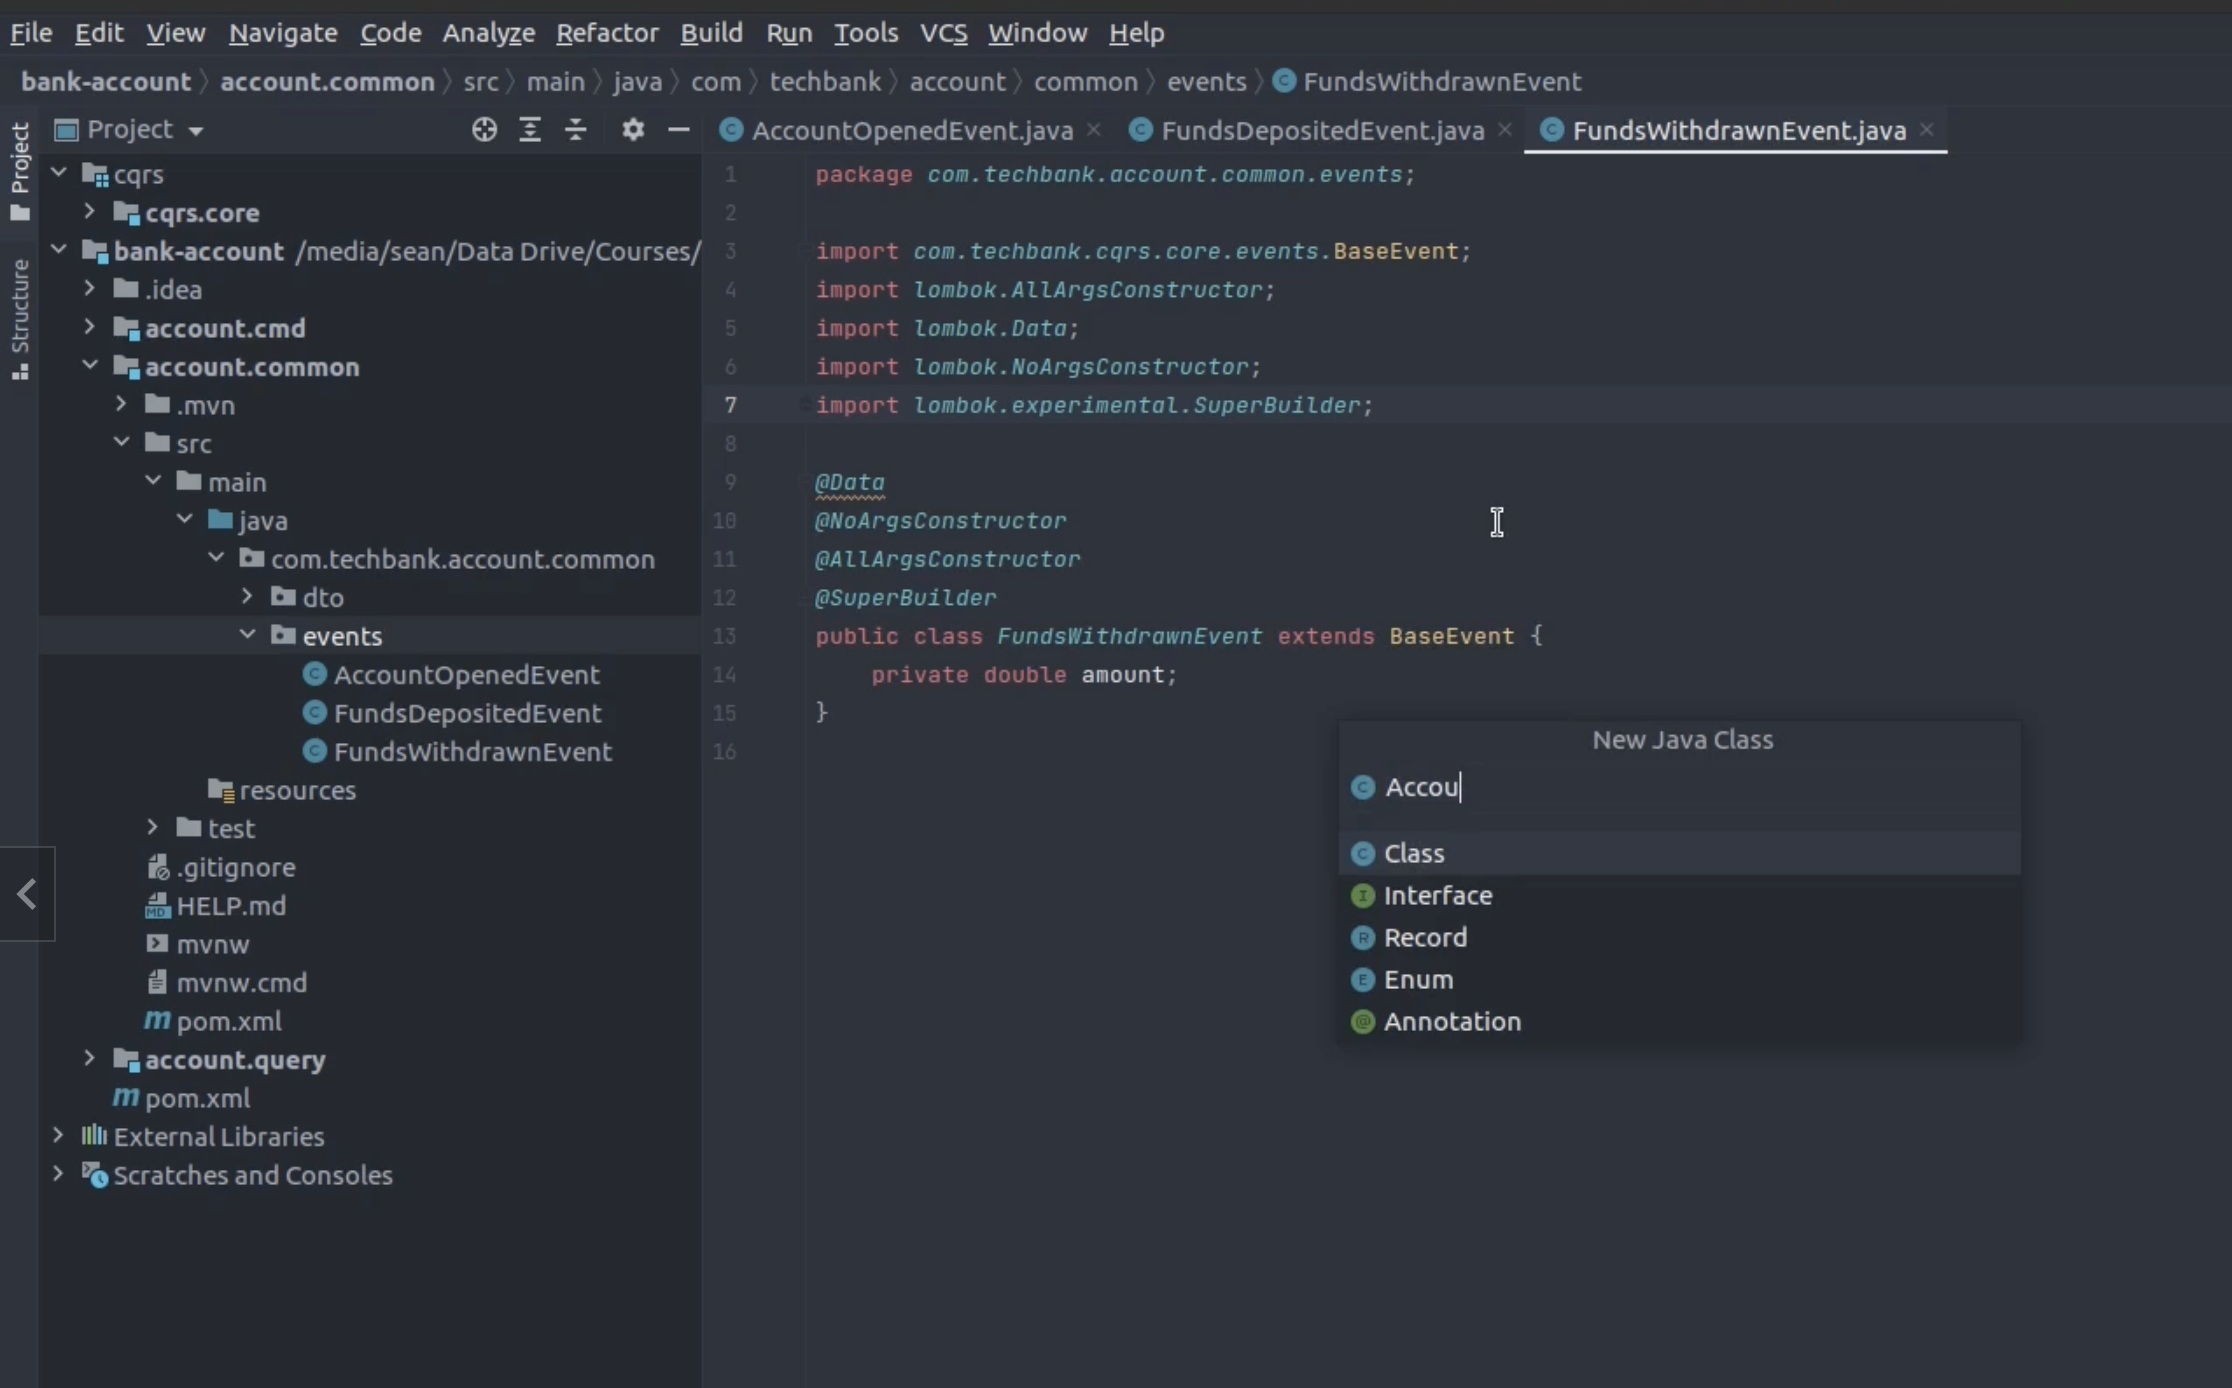 File Edit View Navigate Code Analyze Refactor Build Run Tools VCS Window Help
bank-account account.common src main java com techbank account common events FundsWithdrawnEvent
Project
Structure
Project
cqrs
cqrs.core
bank-account /media/sean/Data Drive/Courses/
.idea
account.cmd
account.common
.mvn
src
main
java
com.techbank.account.common
dto
events
AccountOpenedEvent
FundsDepositedEvent
FundsWithdrawnEvent
resources
test
.gitignore
HELP.md
mvnw
mvnw.cmd
pom.xml
account.query
pom.xml
External Libraries
Scratches and Consoles
AccountOpenedEvent.java FundsDepositedEvent.java FundsWithdrawnEvent.java
1 package com.techbank.account.common.events;
2
3 import com.techbank.cqrs.core.events.BaseEvent;
4 import lombok.AllArgsConstructor;
5 import lombok.Data;
6 import lombok.NoArgsConstructor;
7 import lombok.experimental.SuperBuilder;
8
9 @Data
10 @NoArgsConstructor
11 @AllArgsConstructor
12 @SuperBuilder
13 public class FundsWithdrawnEvent extends BaseEvent {
14 private double amount;
15 }
16
New Java Class
Accou
Class
Interface
Record
Enum
Annotation